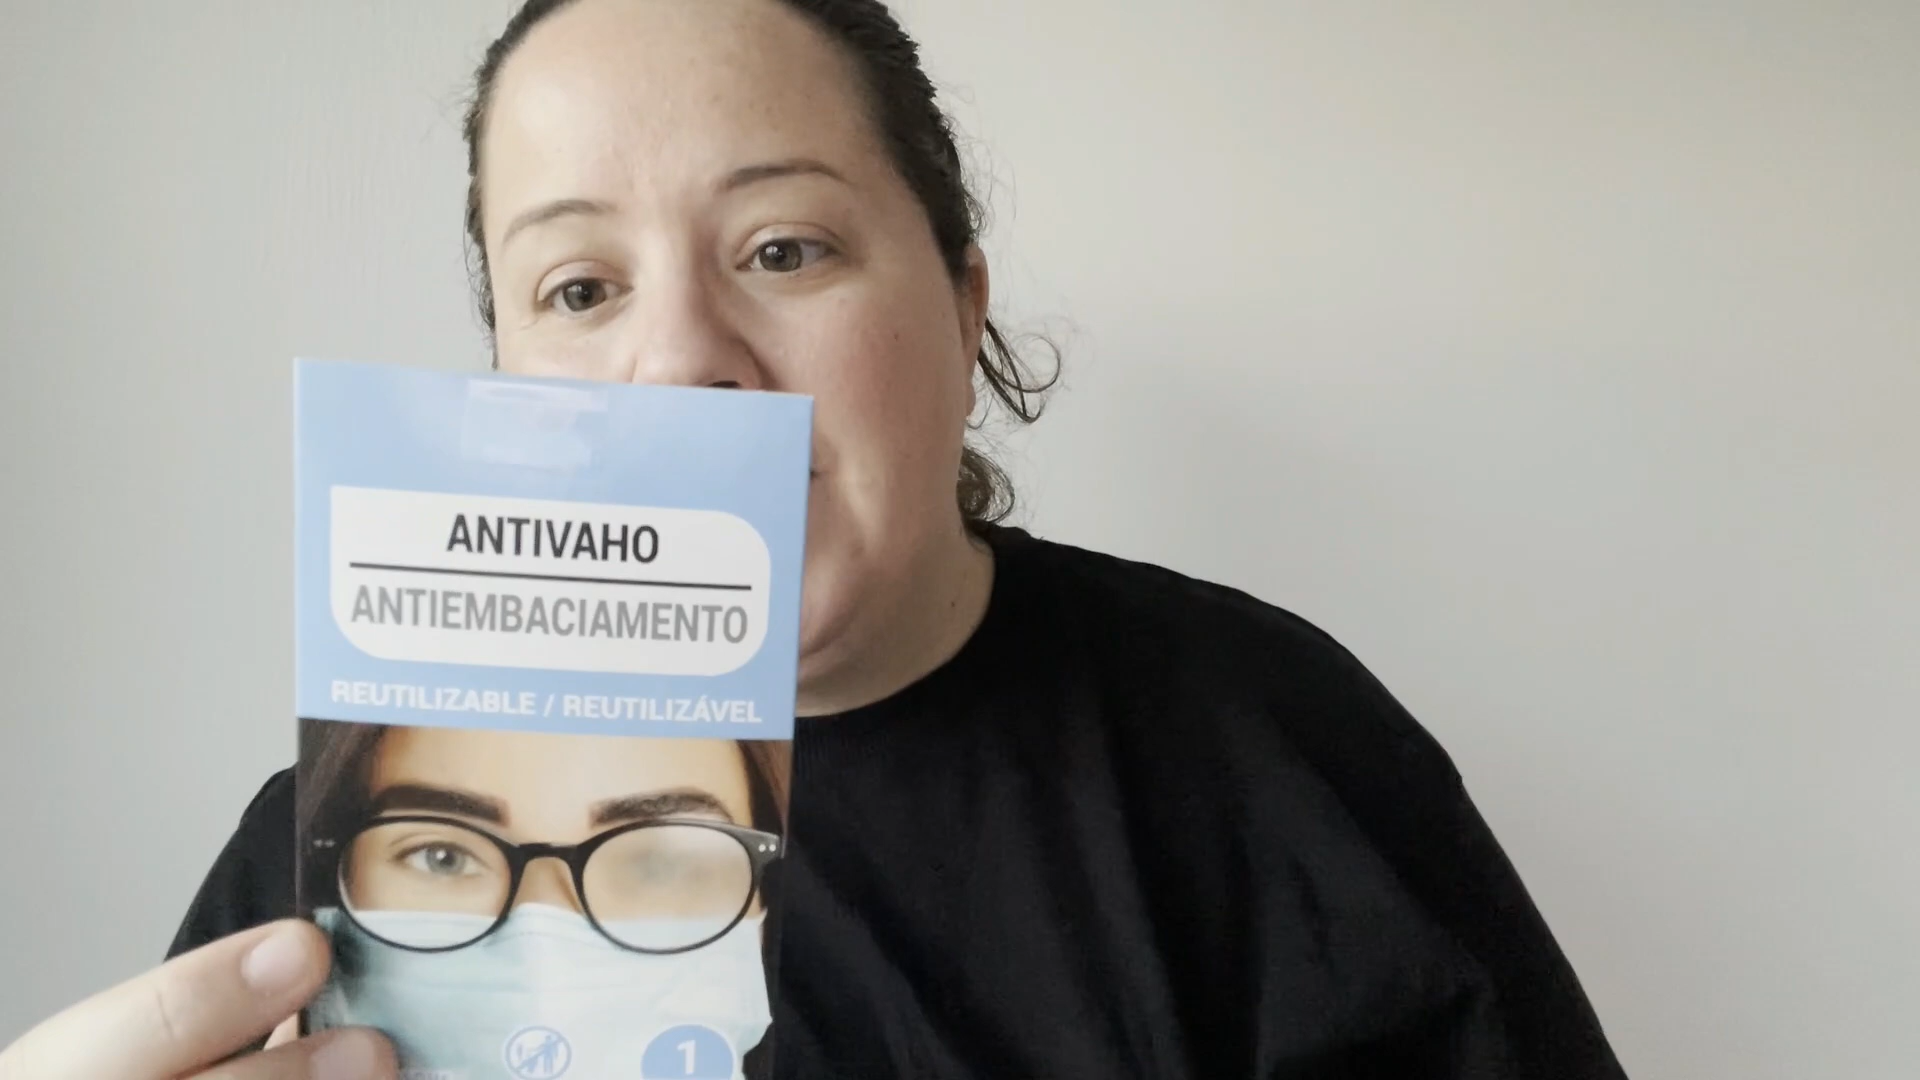 ANTIVAHO
ANTIEMBACIAMENTO
REUTILIZABLE / REUTILIZÁVEL
1